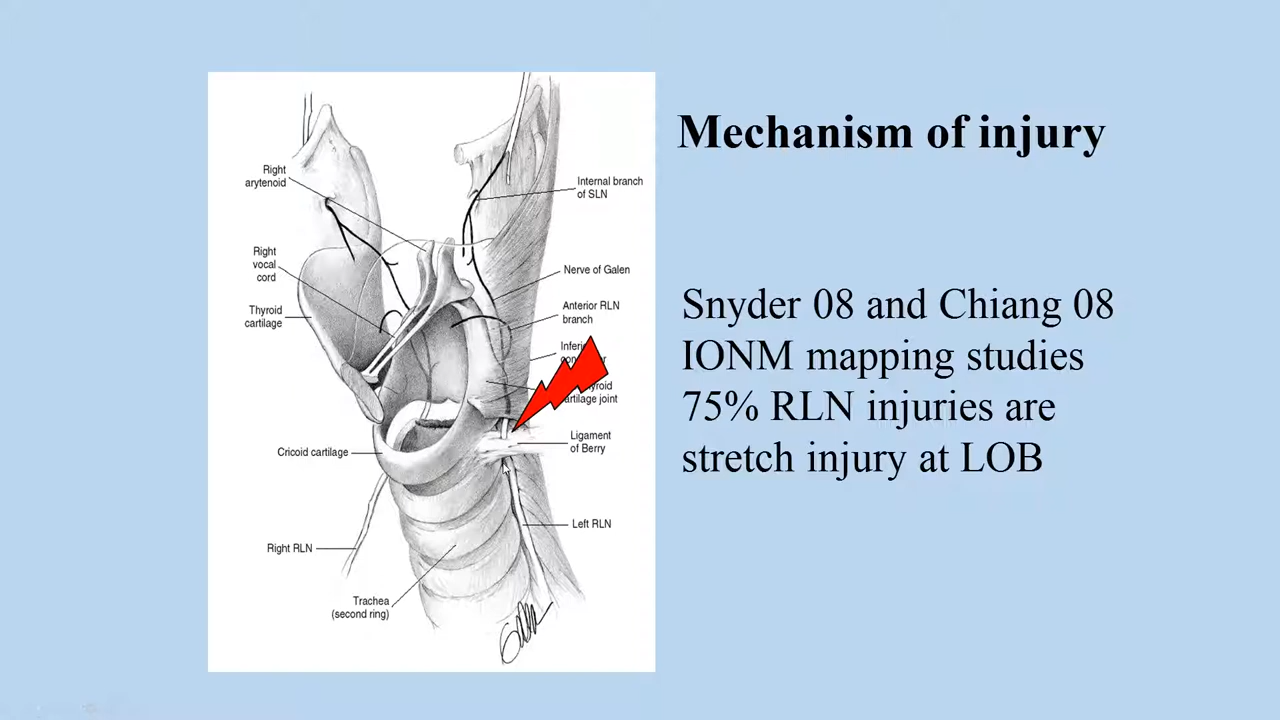 Mechanism of injury
Snyder 08 and Chiang 08
IONM mapping studies
75% RLN injuries are
stretch injury at LOB
Right
arytenoid
Right
vocal
cord
Thyroid
cartilage
Cricoid cartilage
Right RLN
Trachea
(second ring)
Internal branch
of SLN
Nerve of Galen
Anterior RLN
branch
joint
Ligament
of Berry
Left RLN